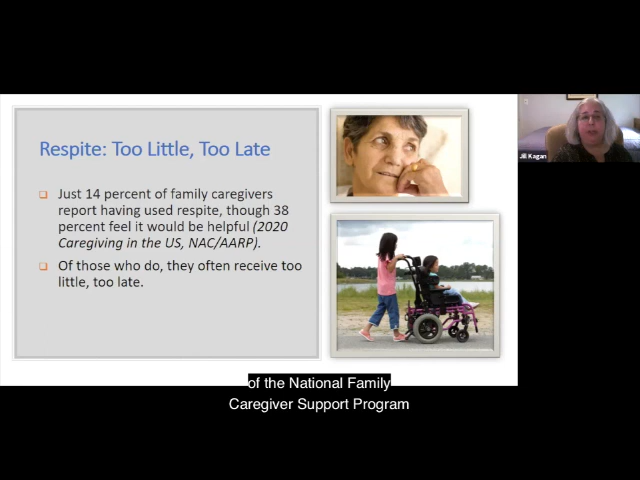 Respite: Too Little, Too Late
Just 14 percent of family caregivers
report having used respite, though 38
percent feel it would be helpful (2020
Caregiving in the US, NAC/AARP).
Of those who do, they often receive too
little, too late.
Jill Kagan
of the National Family
Caregiver Support Program